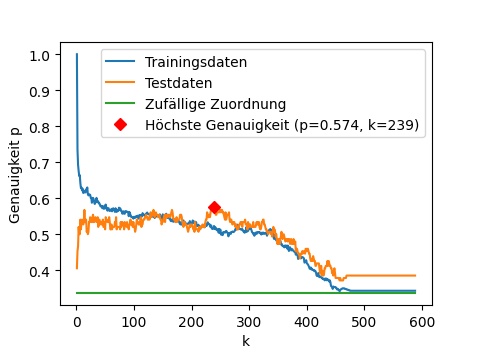 Genauigkeit p
1.0
0.9
0.8
0.7
0.6
0.5
0.4
Trainingsdaten
Testdaten
Zufällige Zuordnung
Höchste Genauigkeit (p=0.574, k=239)
0 100 200 300 400 500 600
k